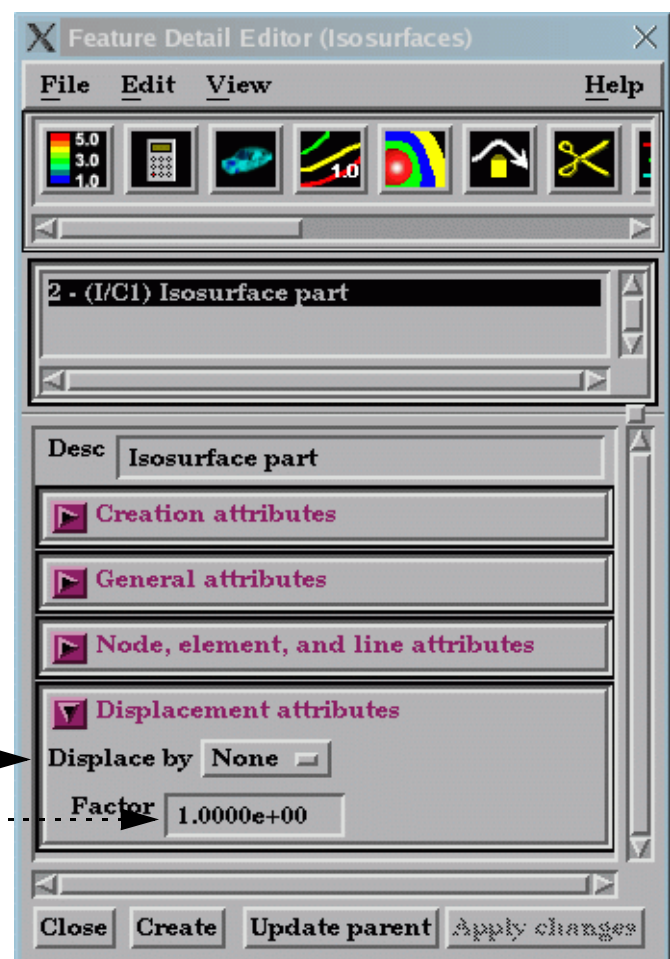 Feature Detail Editor (Isosurfaces)
File Edit View Help
5.0
3.0
1.0
1.0
2 - (I/C1) Isosurface part
Desc Isosurface part
Creation attributes
General attributes
Node, element, and line attributes
Displacement attributes
Displace by None
Factor 1.0000e+00
Close Create Update parent Apply changes